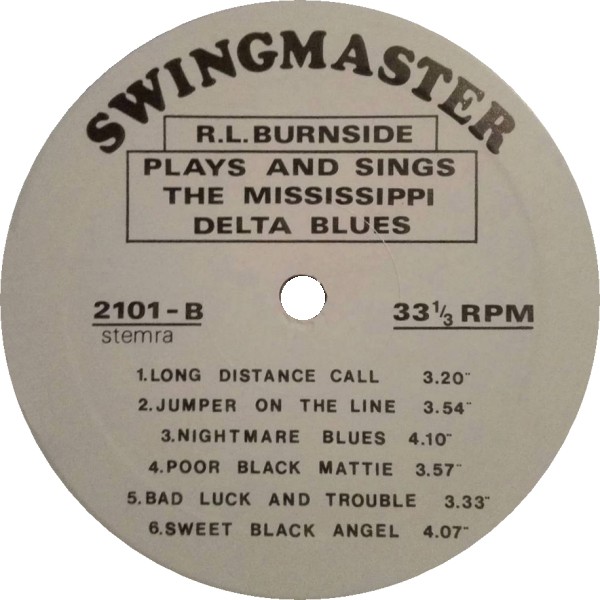 SWINGMASTER
R.L.BURNSIDE
PLAYS AND SINGS
THE MISSISSIPPI
DELTA BLUES
2101-B
stemra
33 1/3 RPM
1.LONG DISTANCE CALL 3.20"
2.JUMPER ON THE LINE 3.54"
3.NIGHTMARE BLUES 4.10"
4.POOR BLACK MATTIE 3.57"
5.BAD LUCK AND TROUBLE 3.33"
6.SWEET BLACK ANGEL 4.07"